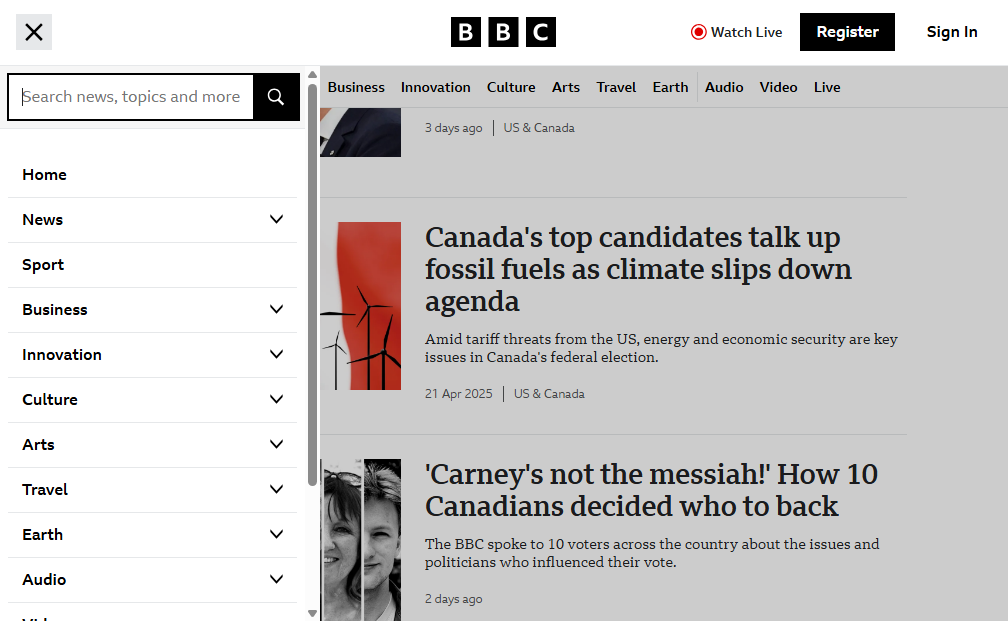 BBC
Watch Live
Register
Sign In
Search news, topics and more
Business Innovation Culture Arts Travel Earth Audio Video Live
Home
News
Sport
Business
Innovation
Culture
Arts
Travel
Earth
Audio
3 days ago | US & Canada
Canada's top candidates talk up
fossil fuels as climate slips down
agenda
Amid tariff threats from the US, energy and economic security are key
issues in Canada's federal election.
21 Apr 2025 | US & Canada
'Carney's not the messiah!' How 10
Canadians decided who to back
The BBC spoke to 10 voters across the country about the issues and
politicians who influenced their vote.
2 days ago